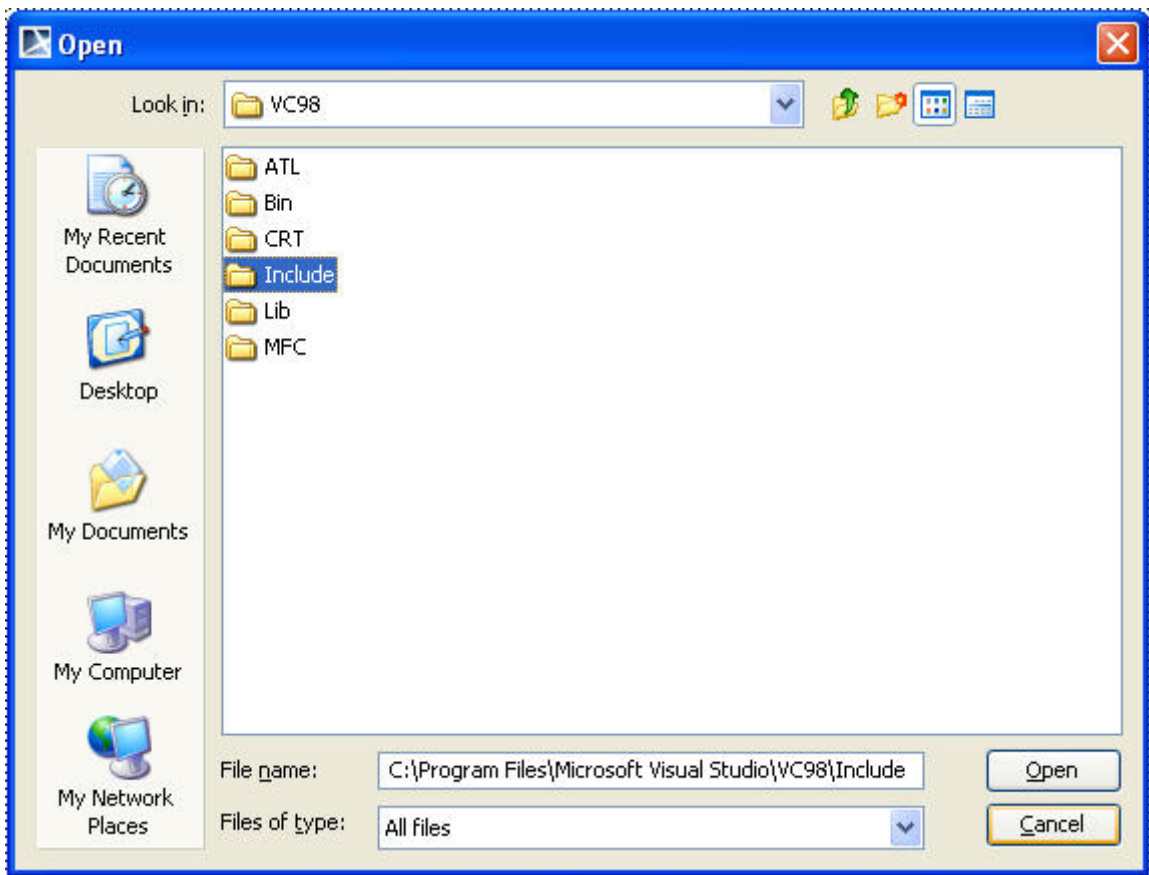 Open
Look in:
VC98
ATL
Bin
CRT
Include
Lib
MFC
My Recent
Documents
Desktop
My Documents
My Computer
My Network
Places
File name:
C:\Program Files\Microsoft Visual Studio\VC98\Include
Open
Files of type:
All files
Cancel